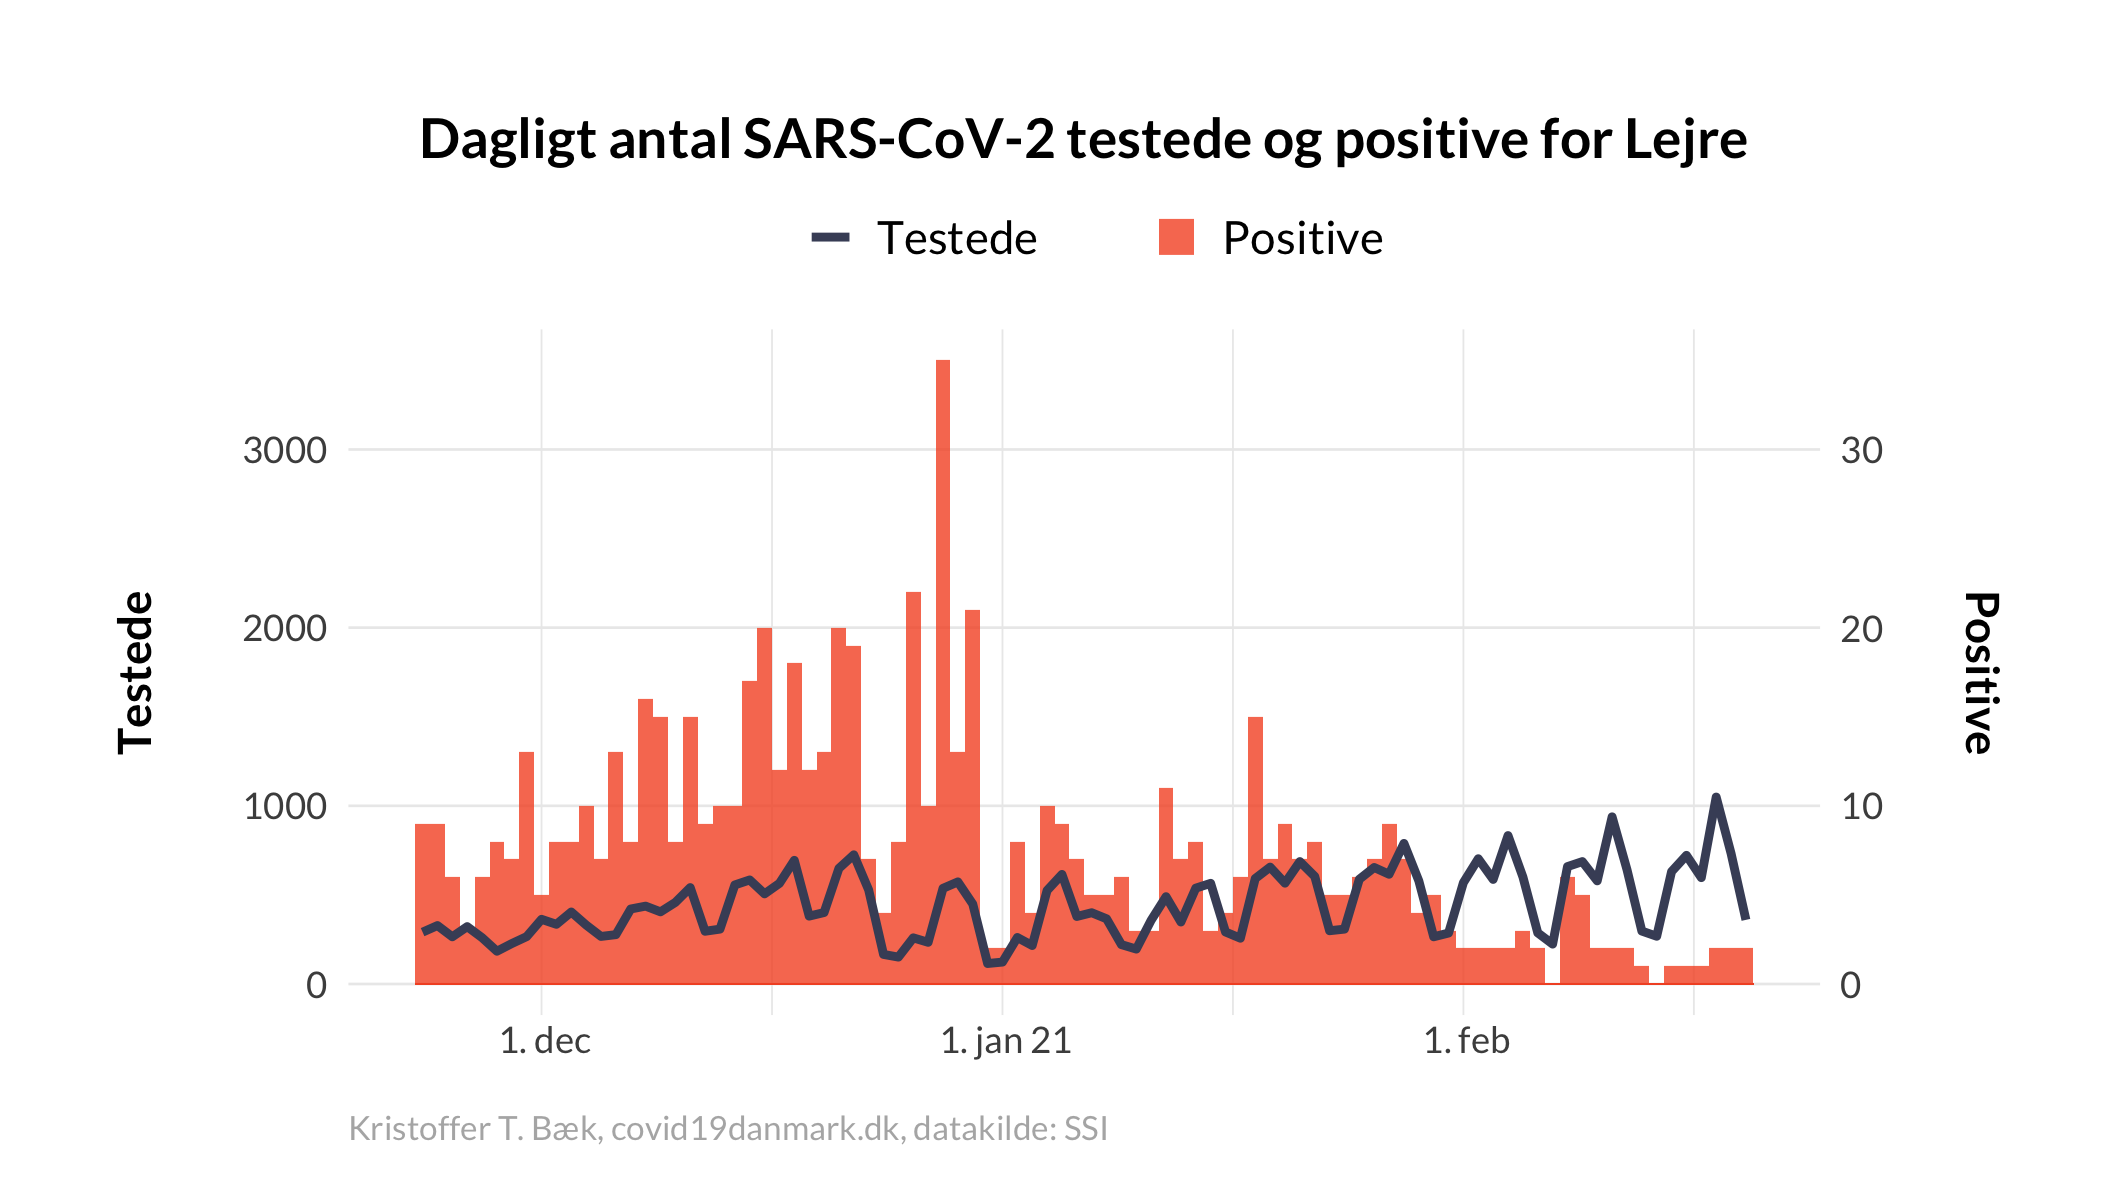 Dagligt antal SARS-CoV-2 testede og positive for Lejre
Testede
Positive
3000
2000
1000
0
Testede
30
20
10
0
Positive
1. dec
1. jan 21
1. feb
Kristoffer T. Bæk, covid19danmark.dk, datakilde: SSI